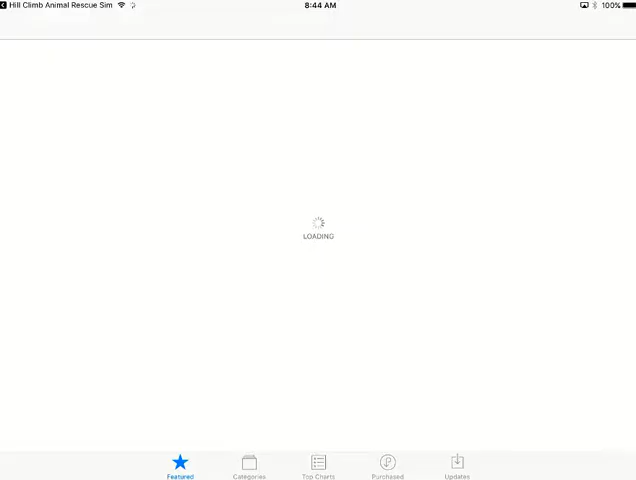 Hill Climb Animal Rescue Sim
8:44 AM
100%
LOADING
Featured
Categories
Top Charts
Purchased
Updates